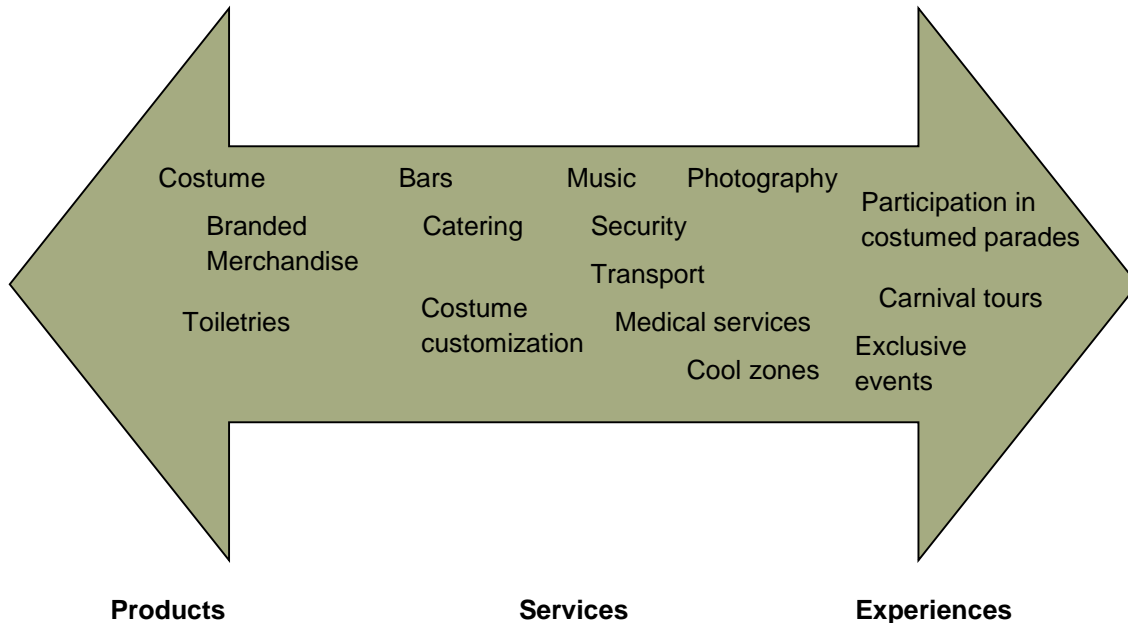 Costume
Branded
Merchandise
Toiletries
Bars
Catering
Costume
customization
Music
Security
Transport
Medical services
Photography
Cool zones
Participation in
costumed parades
Carnival tours
Exclusive
events
Products
Services
Experiences